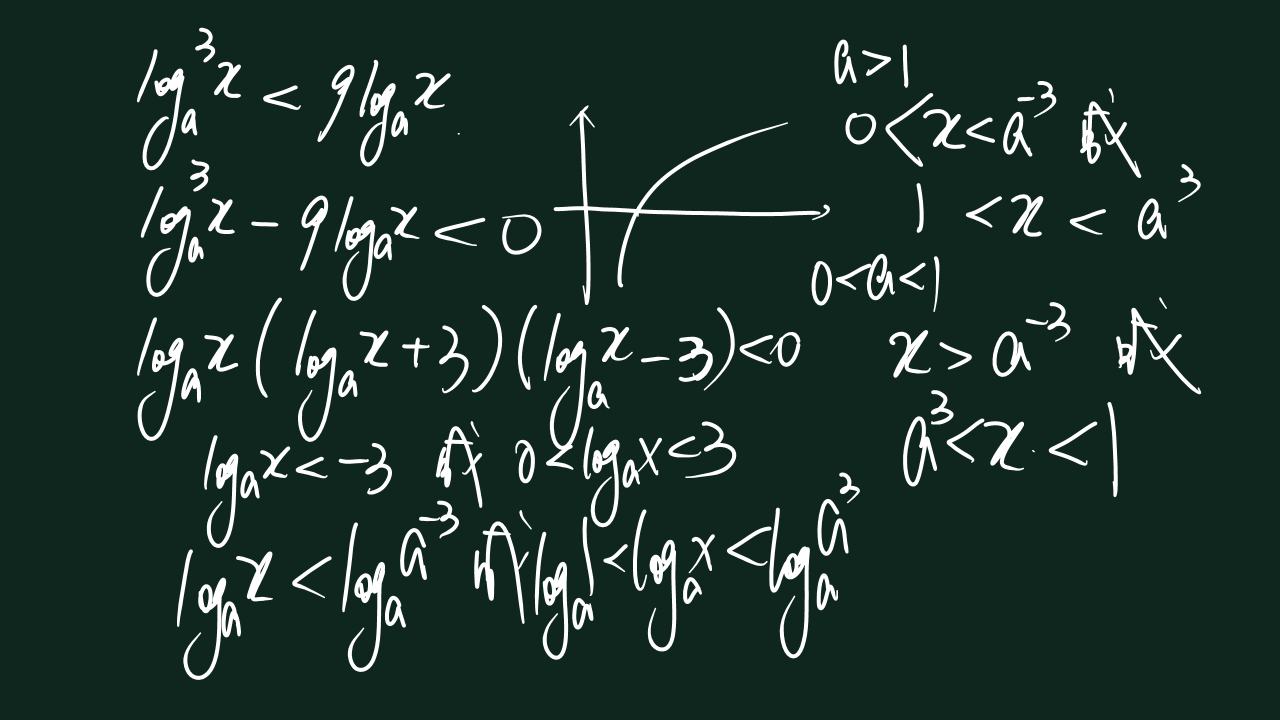 log_a^3 x < 9 log_a x
log_a^3 x - 9 log_a x < 0
log_a x (log_a x + 3)(log_a x - 3) < 0
log_a x < -3 或 0 < log_a x < 3
log_a x < log_a a^{-3} 或 log_a 1 < log_a x < log_a a^3
a > 1
0 < x < a^{-3} 或
1 < x < a^3
0 < a < 1
x > a^{-3} 或
a^3 < x < 1